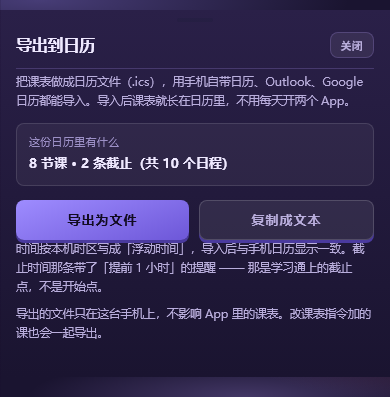 导出到日历
关闭
把课表做成日历文件（.ics），用手机自带日历、Outlook、Google
日历都能导入。导入后课表就长在日历里，不用每天开两个 App。
这份日历里有什么
8 节课 • 2 条截止（共 10 个日程）
导出为文件
复制成文本
时间按本机时区写成「浮动时间」，导入后与手机日历显示一致。截
止时间那条带了「提前 1 小时」的提醒 —— 那是学习通上的截止
点，不是开始点。
导出的文件只在这台手机上，不影响 App 里的课表。改课表指令加的
课也会一起导出。